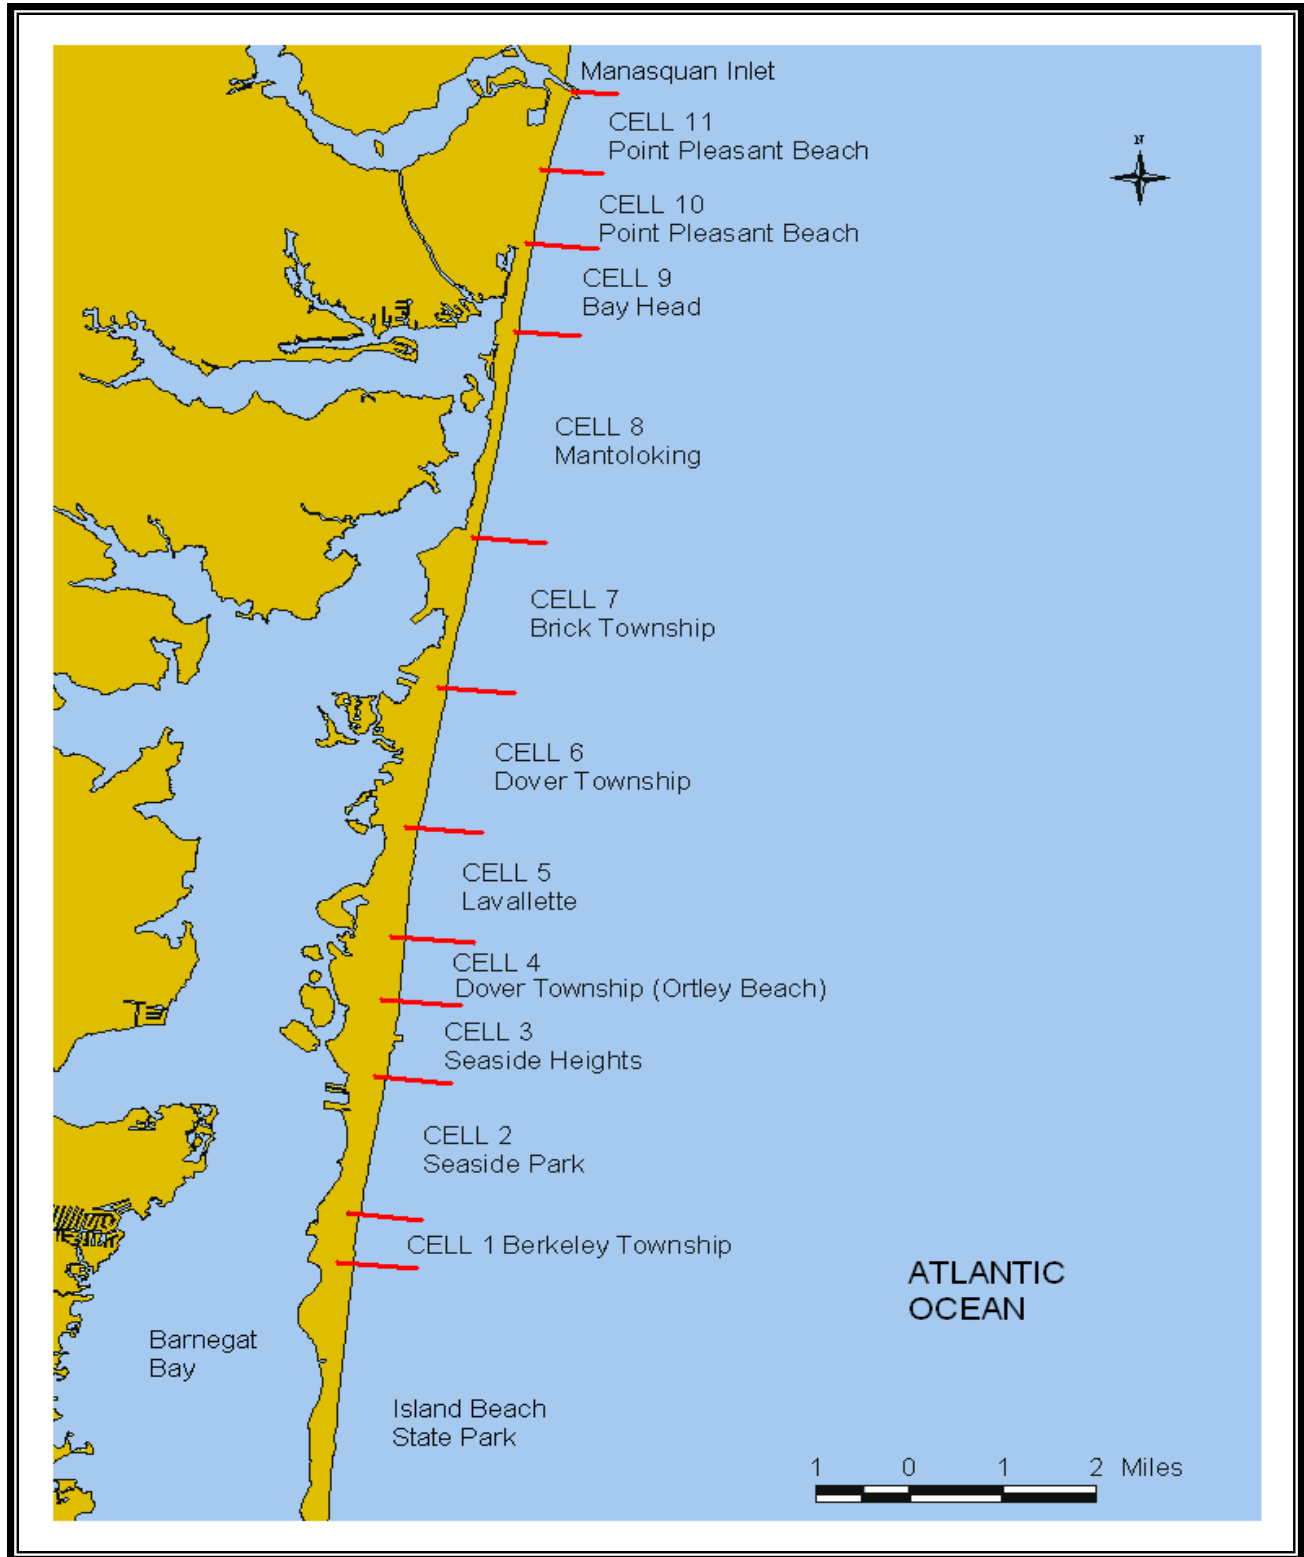 Manasquan Inlet
CELL 11
Point Pleasant Beach
N
CELL 10
Point Pleasant Beach
CELL 9
Bay Head
CELL 8
Mantoloking
CELL 7
Brick Township
CELL 6
Dover Township
CELL 5
Lavallette
CELL 4
Dover Township (Ortley Beach)
CELL 3
Seaside Heights
CELL 2
Seaside Park
CELL 1 Berkeley Township
ATLANTIC
OCEAN
Barnegat
Bay
Island Beach
State Park
1 0 1 2 Miles